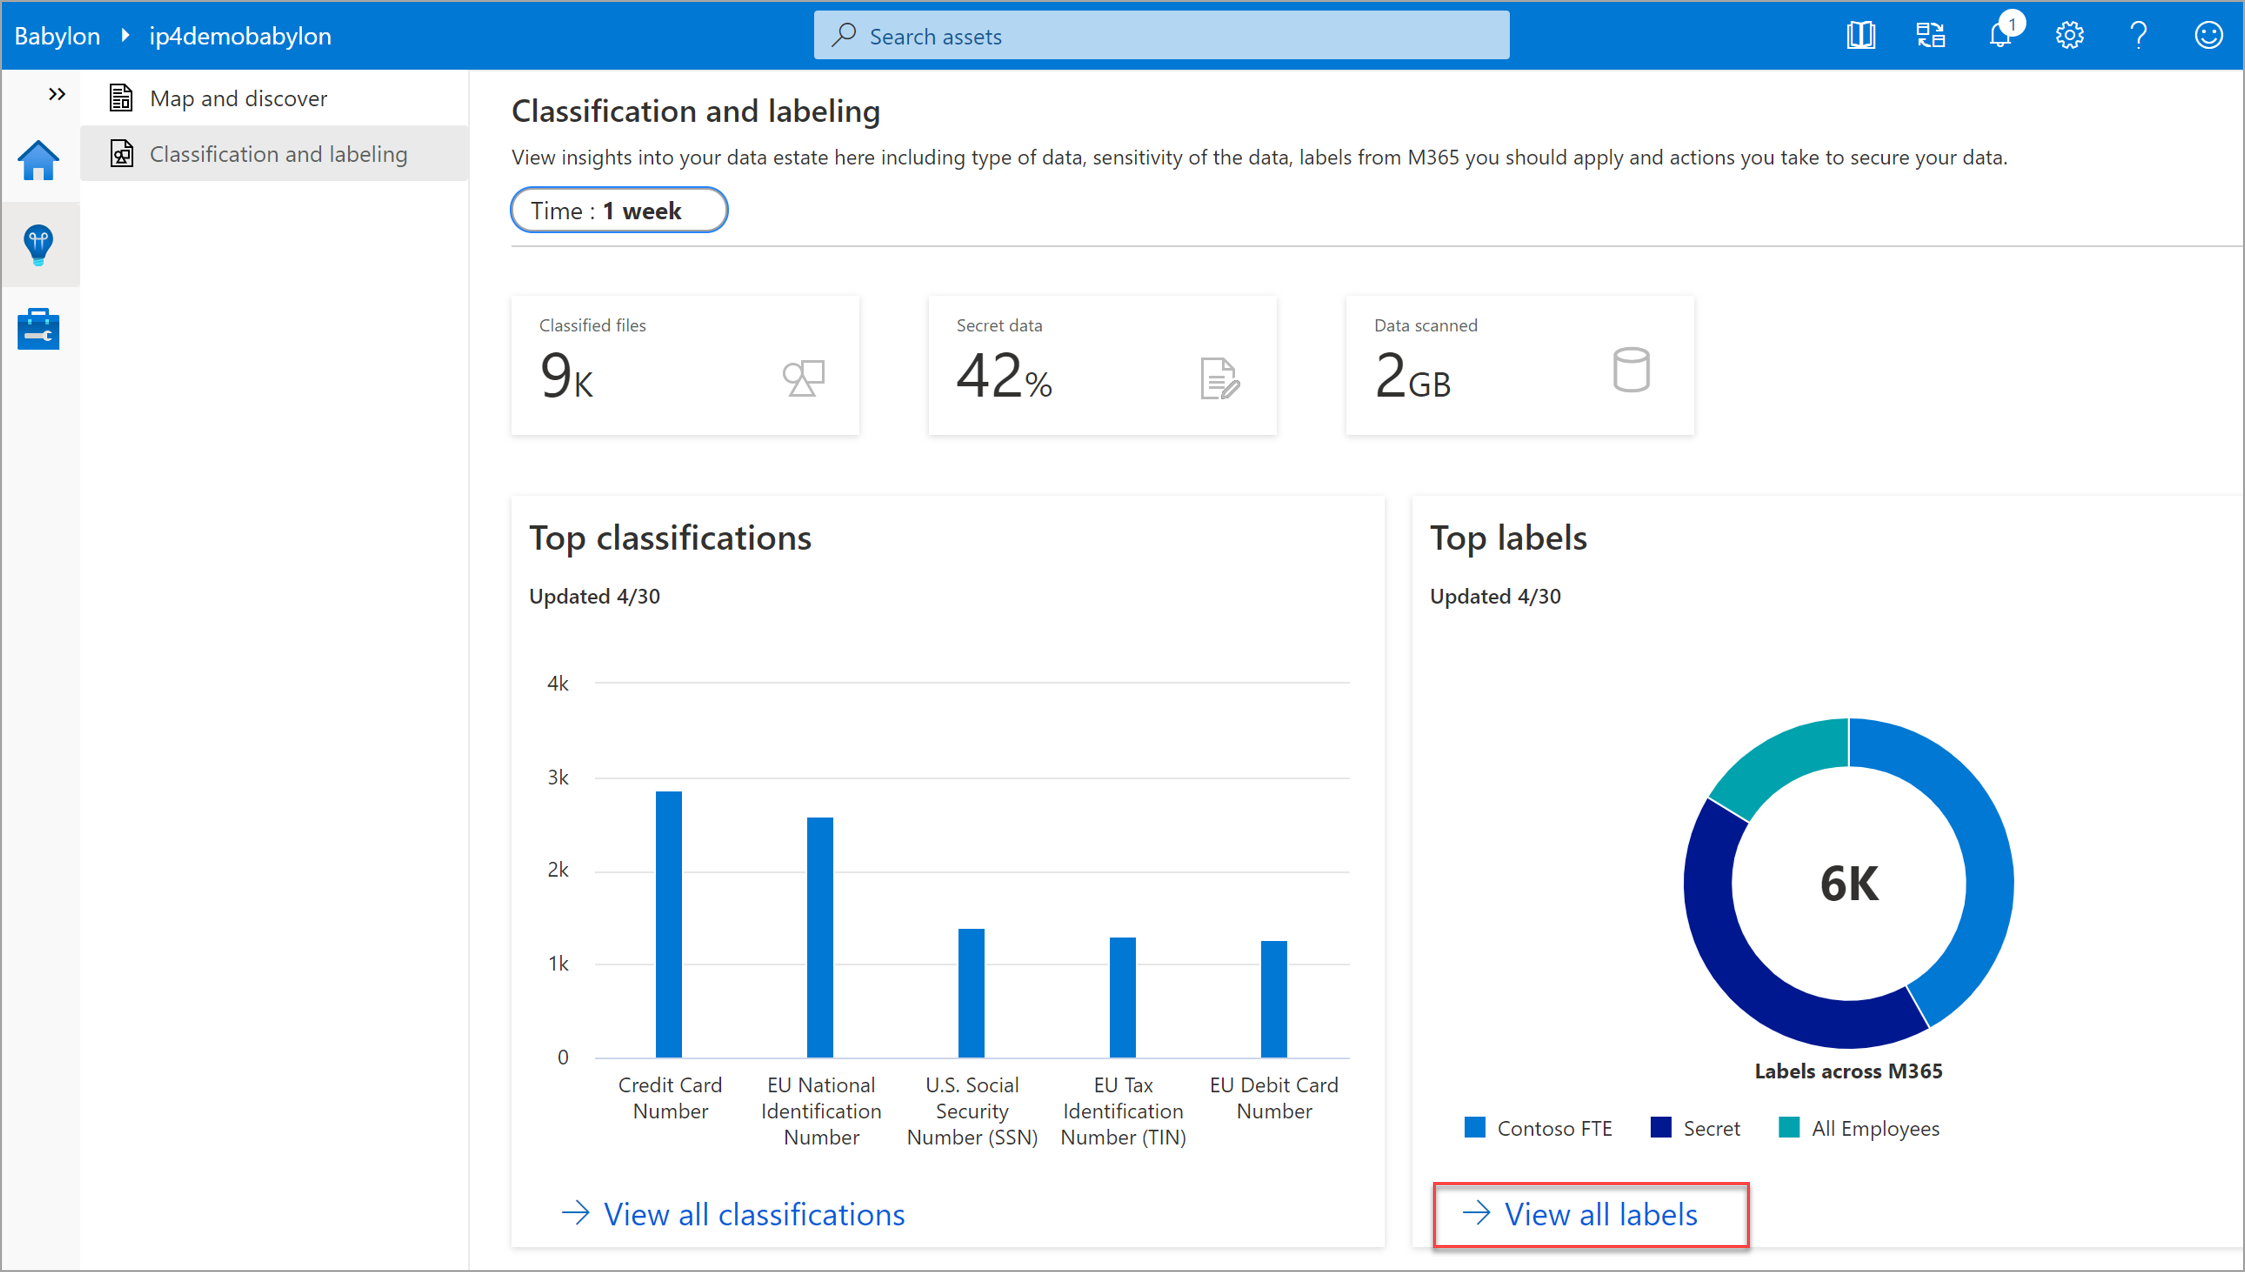 Babylon ip4demobabylon
Search assets
1
Map and discover
Classification and labeling
Classification and labeling
View insights into your data estate here including type of data, sensitivity of the data, labels from M365 you should apply and actions you take to secure your data.
Time : 1 week
Classified files
9K
Secret data
42%
Data scanned
2GB
Top classifications
Updated 4/30
4k
3k
2k
1k
0
Credit Card
Number
EU National
Identification
Number
U.S. Social
Security
Number (SSN)
EU Tax
Identification
Number (TIN)
EU Debit Card
Number
View all classifications
Top labels
Updated 4/30
6K
Labels across M365
Contoso FTE
Secret
All Employees
View all labels